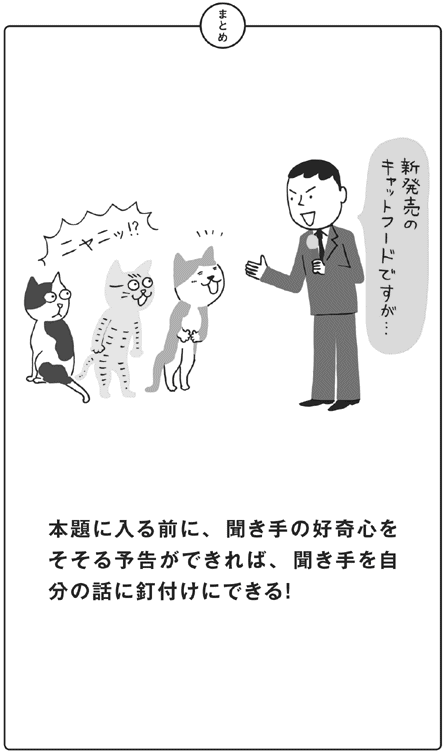 まとめ
新発売の
キャットフードですが…
ニャニッ!?
本題に入る前に、聞き手の好奇心を
そそる予告ができれば、聞き手を自
分の話に釘付けにできる!